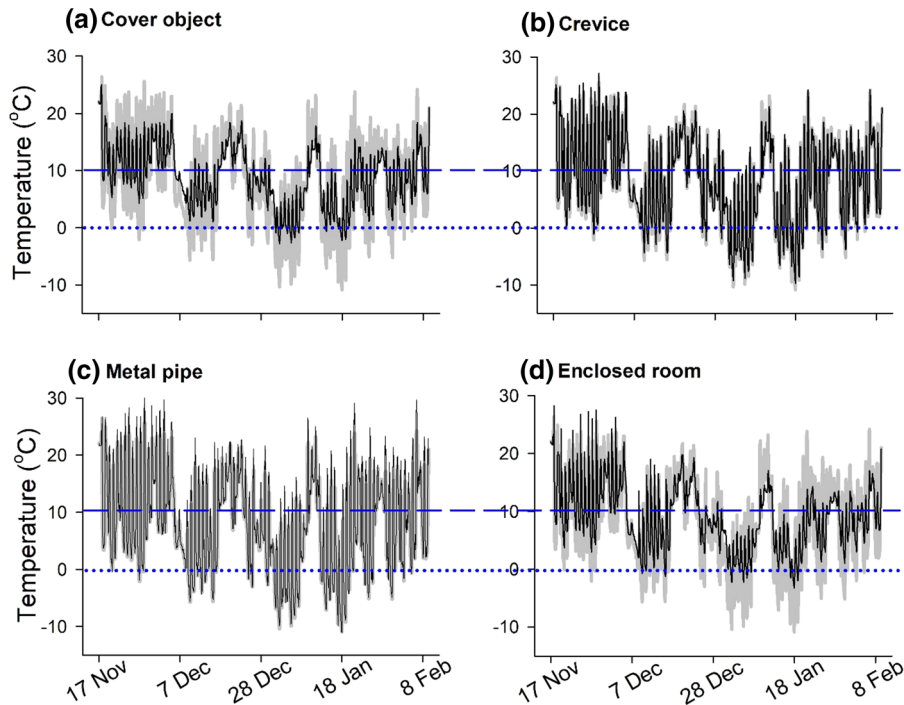 (a) Cover object
(b) Crevice
Temperature (°C)
30
20
10
0
-10
30
20
10
0
-10
(c) Metal pipe
(d) Enclosed room
Temperature (°C)
30
20
10
0
-10
30
20
10
0
-10
17 Nov
7 Dec
28 Dec
18 Jan
8 Feb
17 Nov
7 Dec
28 Dec
18 Jan
8 Feb